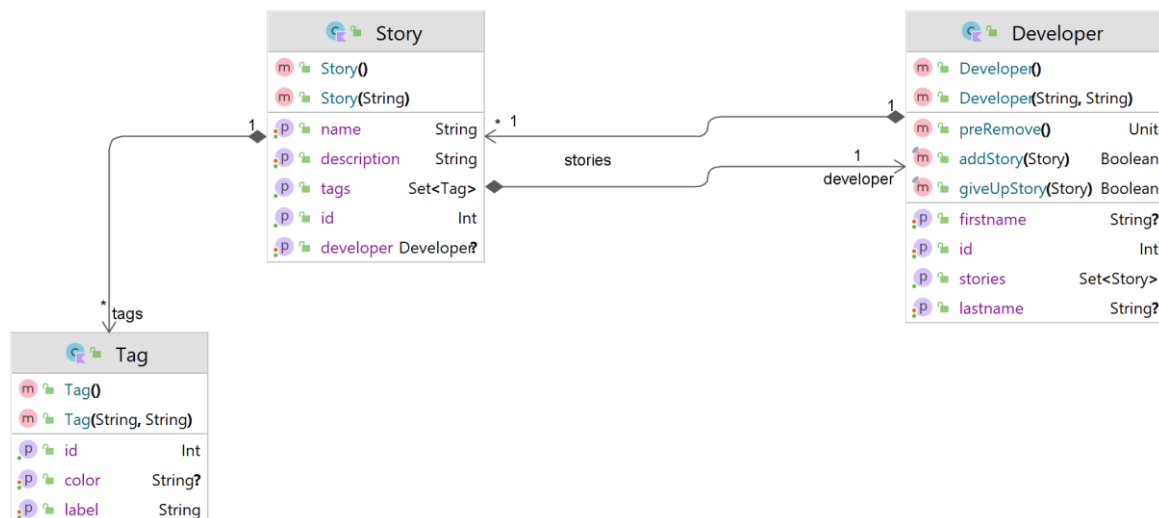 Story
Story()
Story(String)
name String
description String
tags Set<Tag>
id Int
developer Developer?
Developer
Developer()
Developer(String, String)
preRemove() Unit
addStory(Story) Boolean
giveUpStory(Story) Boolean
firstname String?
id Int
stories Set<Story>
lastname String?
1
* 1
stories
1
1
developer
* tags
Tag
Tag()
Tag(String, String)
id Int
color String?
label String